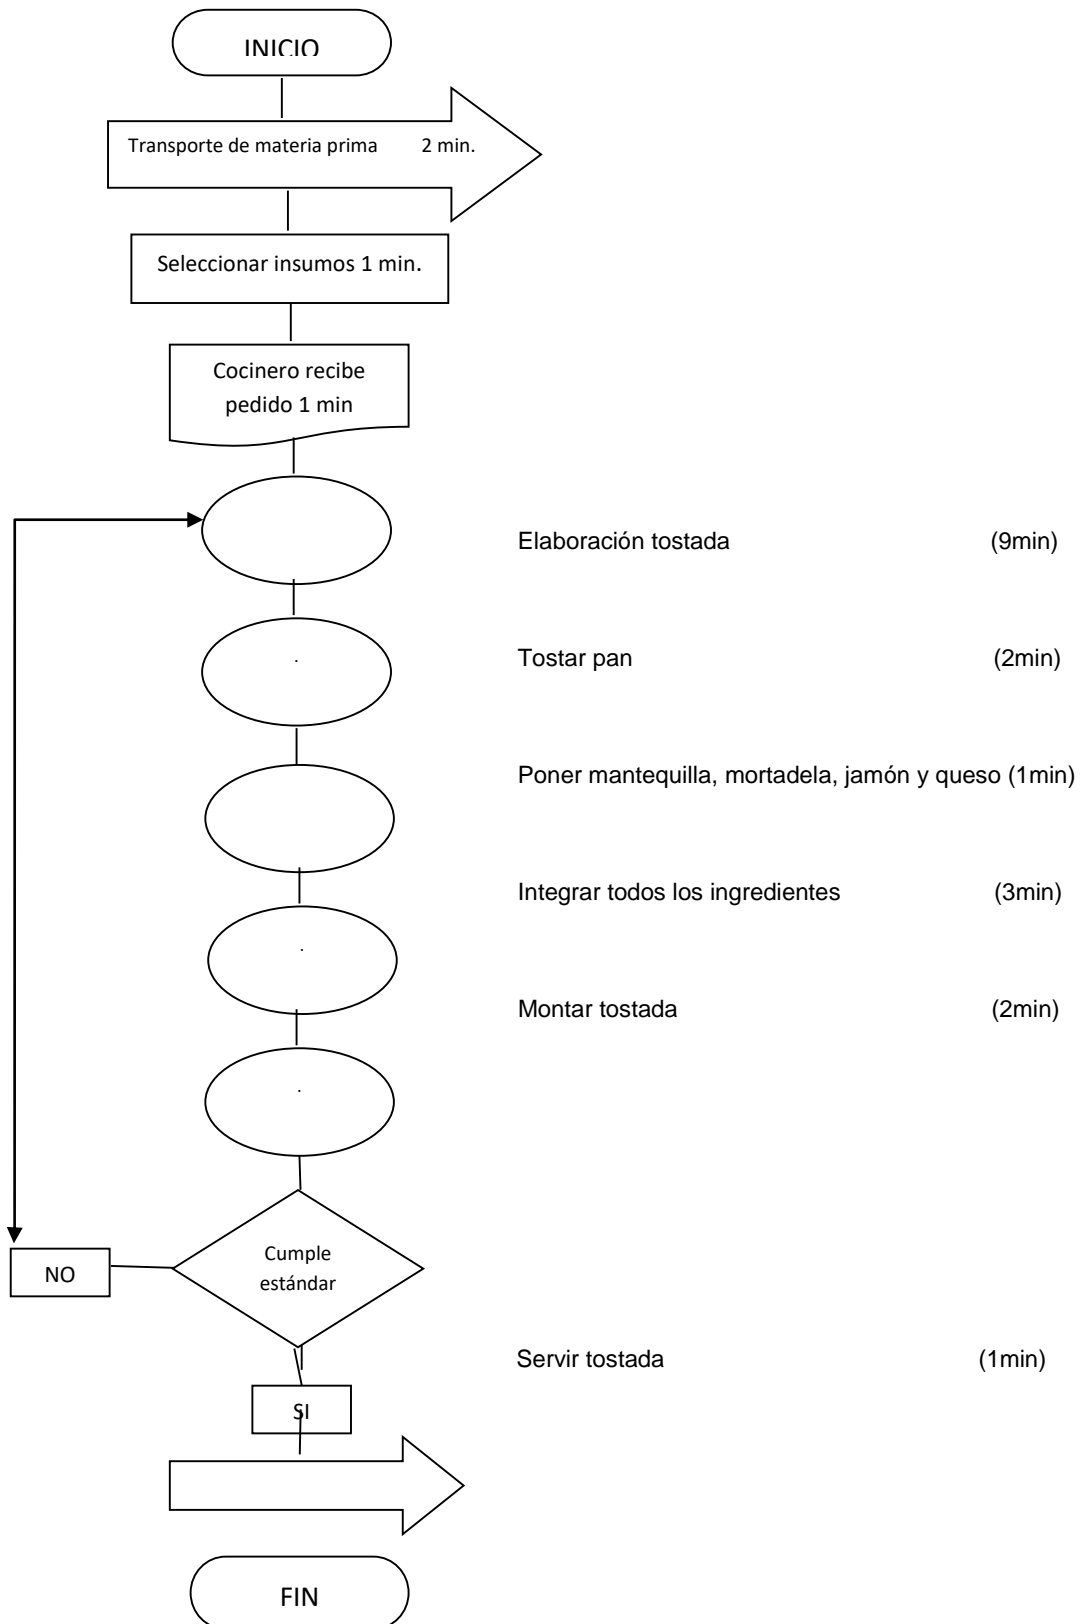 INICIO
Transporte de materia prima 2 min.
Seleccionar insumos 1 min.
Cocinero recibe
pedido 1 min
Elaboración tostada (9min)
Tostar pan (2min)
Poner mantequilla, mortadela, jamón y queso (1min)
Integrar todos los ingredientes (3min)
Montar tostada (2min)
Cumple
estándar
NO
Servir tostada (1min)
SI
FIN